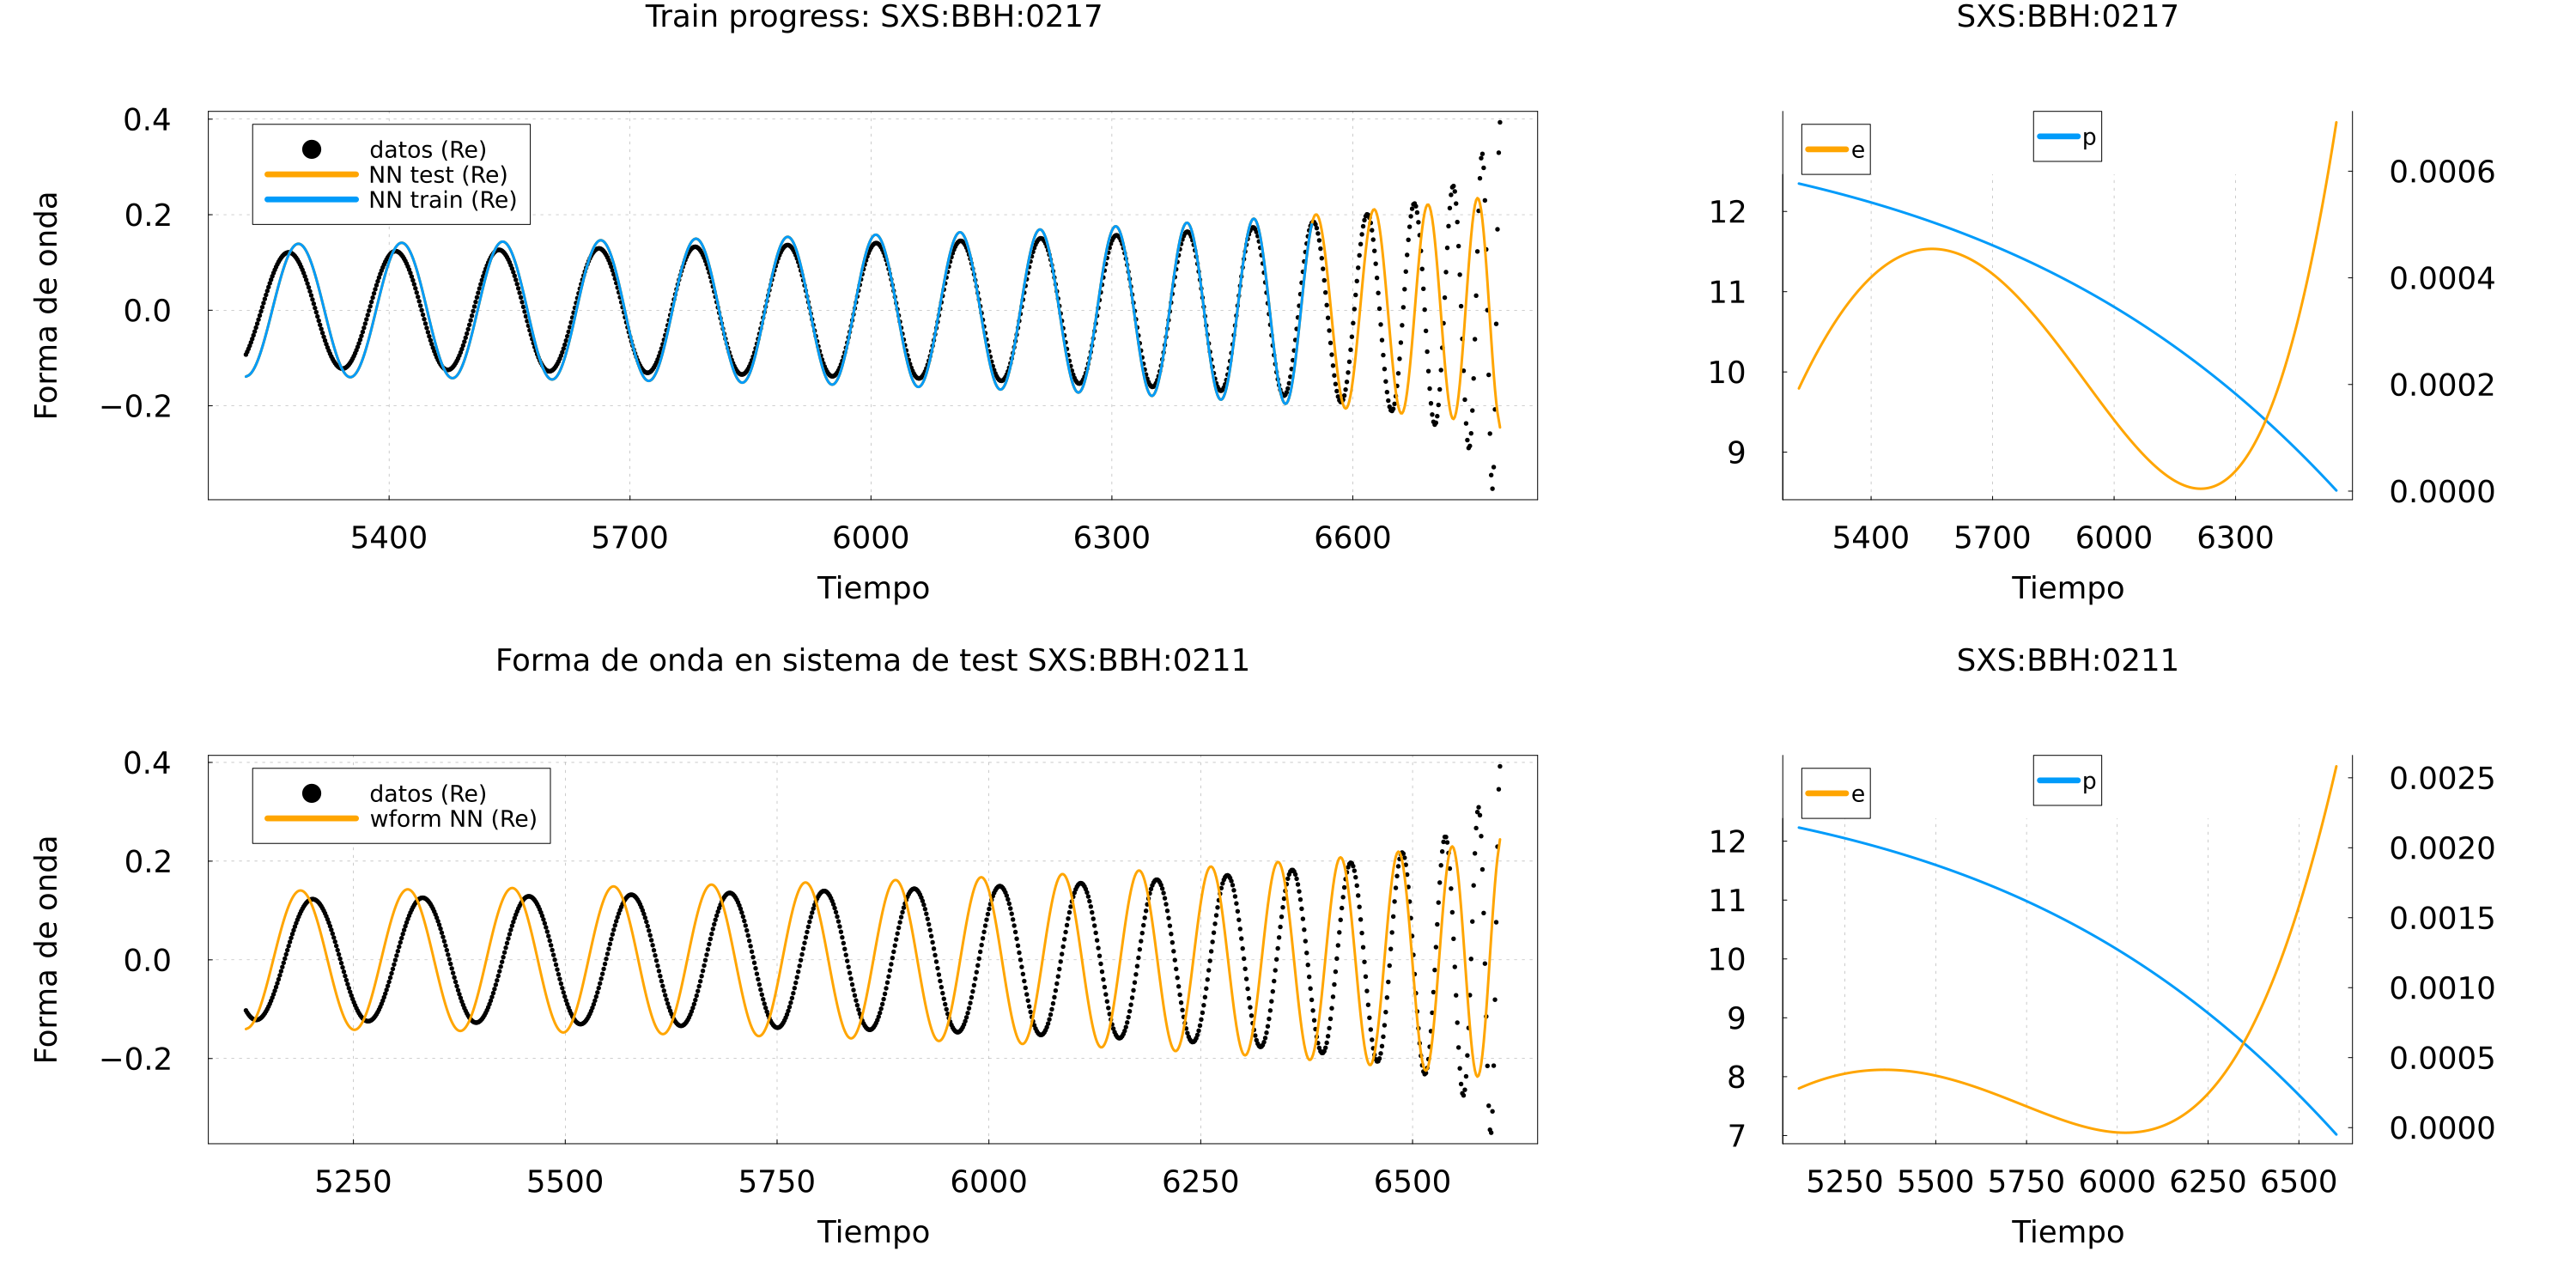 Train progress: SXS:BBH:0217
datos (Re)
NN test (Re)
NN train (Re)
Forma de onda
0.4
0.2
0.0
−0.2
5400 5700 6000 6300 6600
Tiempo
SXS:BBH:0217
e
p
12
11
10
9
0.0006
0.0004
0.0002
0.0000
5400 5700 6000 6300
Tiempo
Forma de onda en sistema de test SXS:BBH:0211
datos (Re)
wform NN (Re)
Forma de onda
0.4
0.2
0.0
−0.2
5250 5500 5750 6000 6250 6500
Tiempo
SXS:BBH:0211
e
p
12
11
10
9
8
7
0.0025
0.0020
0.0015
0.0010
0.0005
0.0000
5250 5500 5750 6000 6250 6500
Tiempo